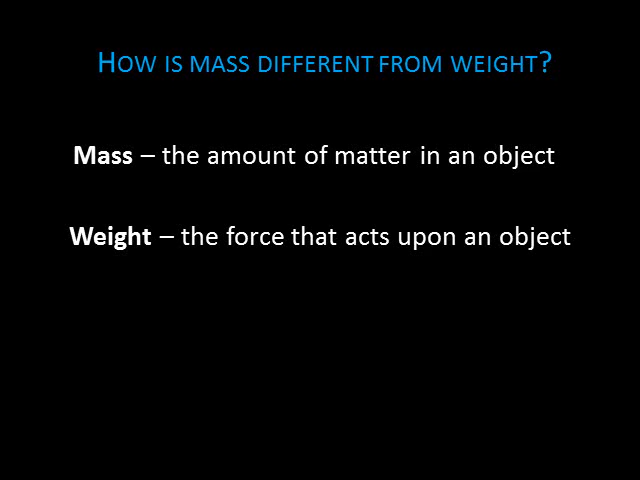 How is mass different from weight?
Mass – the amount of matter in an object
Weight – the force that acts upon an object